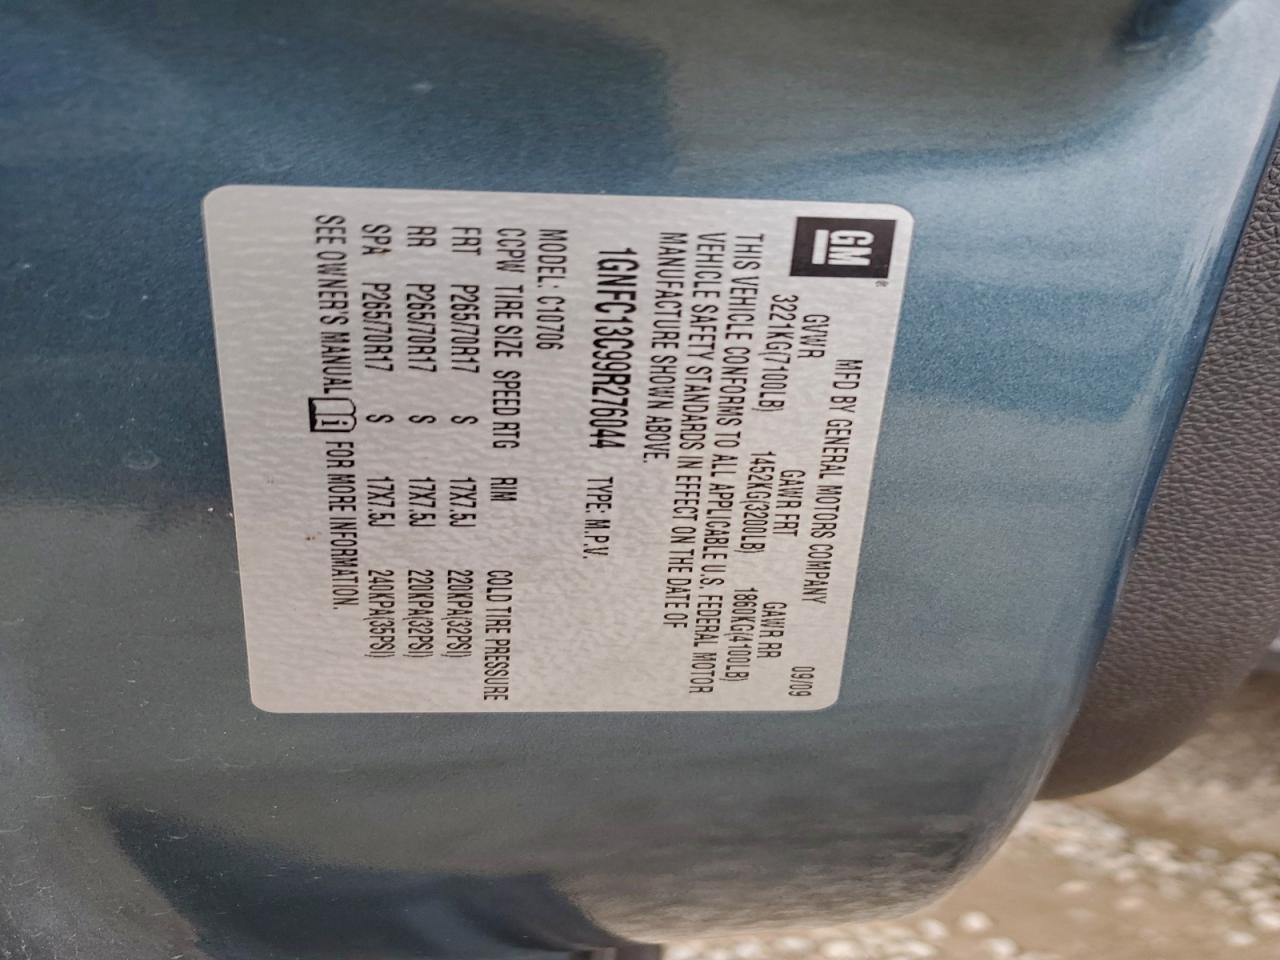 GM ®
MFD BY GENERAL MOTORS COMPANY 09/09
GVWR GAWR FRT GAWR RR
3221KG(7100LB) 1452KG(3200LB) 1860KG(4100LB)
THIS VEHICLE CONFORMS TO ALL APPLICABLE U.S. FEDERAL MOTOR
VEHICLE SAFETY STANDARDS IN EFFECT ON THE DATE OF
MANUFACTURE SHOWN ABOVE.
1GNFC13C99R276044 TYPE: M.P.V.
MODEL: C10706
CCPW TIRE SIZE SPEED RTG RIM COLD TIRE PRESSURE
FRT P265/70R17 S 17X7.5J 220KPA(32PSI)
RR P265/70R17 S 17X7.5J 220KPA(32PSI)
SPA P265/70R17 S 17X7.5J 240KPA(35PSI)
SEE OWNER'S MANUAL i FOR MORE INFORMATION.